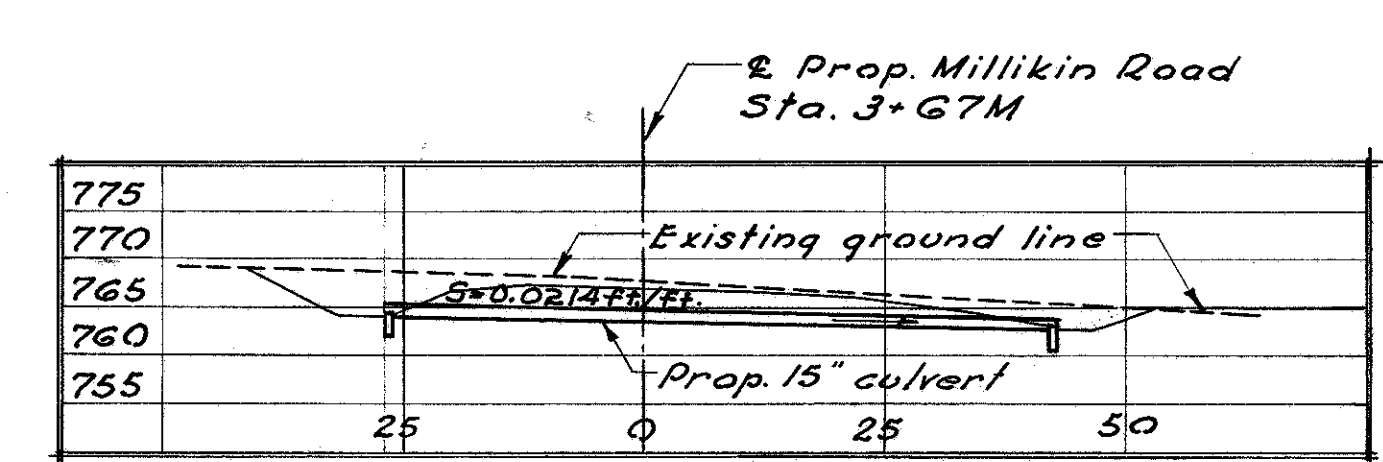 ℄ Prop. Millikin Road
Sta. 3+67M
775
770
Existing ground line
765
S=0.0214ft./ft.
760
755
Prop. 15" culvert
25 0 25 50